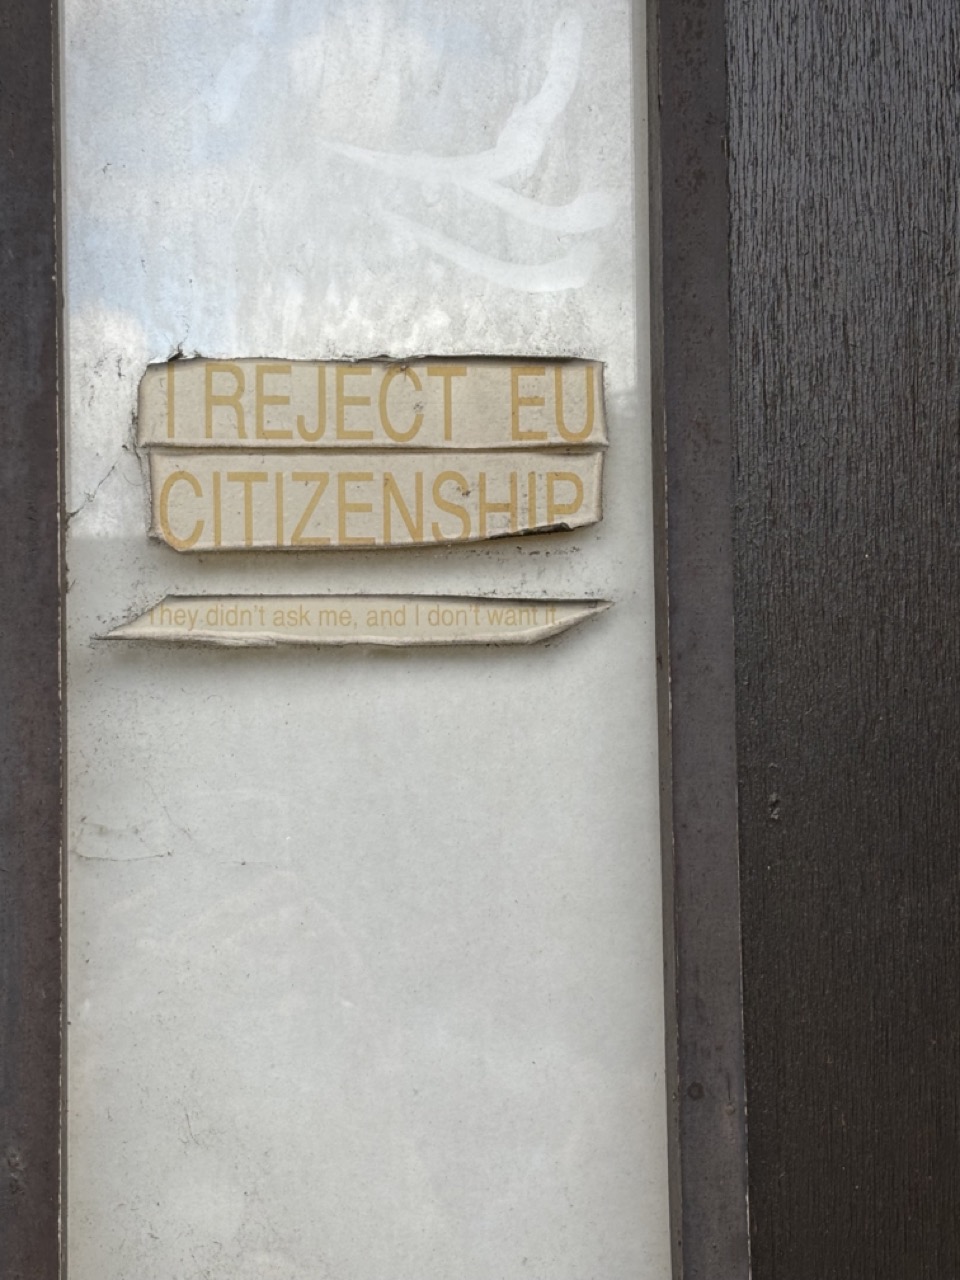 I REJECT EU
CITIZENSHIP
They didn't ask me, and I don't want it.